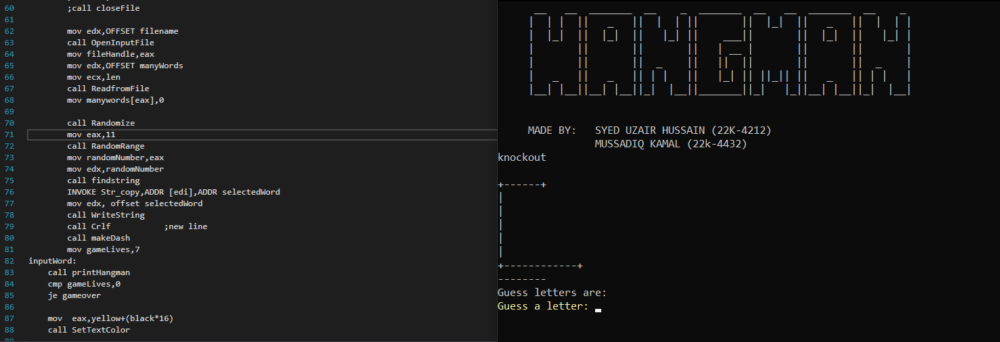 60 ;call closeFile
61
62 mov edx,OFFSET filename
63 call OpenInputFile
64 mov fileHandle,eax
65 mov edx,OFFSET manyWords
66 mov ecx,len
67 call ReadfromFile
68 mov manywords[eax],0
69
70 call Randomize
71 mov eax,11
72 call RandomRange
73 mov randomNumber,eax
74 mov edx,randomNumber
75 call findstring
76 INVOKE Str_copy,ADDR [edi],ADDR selectedWord
77 mov edx, offset selectedWord
78 call WriteString
79 call Crlf ;new line
80 call makeDash
81 mov gameLives,7
82 inputWord:
83 call printHangman
84 cmp gameLives,0
85 je gameover
86
87 mov eax,yellow+(black*16)
88 call SetTextColor
HANGMAN
MADE BY: SYED UZAIR HUSSAIN (22K-4212)
MUSSADIQ KAMAL (22k-4432)
knockout
+------+
|
|
|
|
|
+------------+
--------
Guess letters are:
Guess a letter: